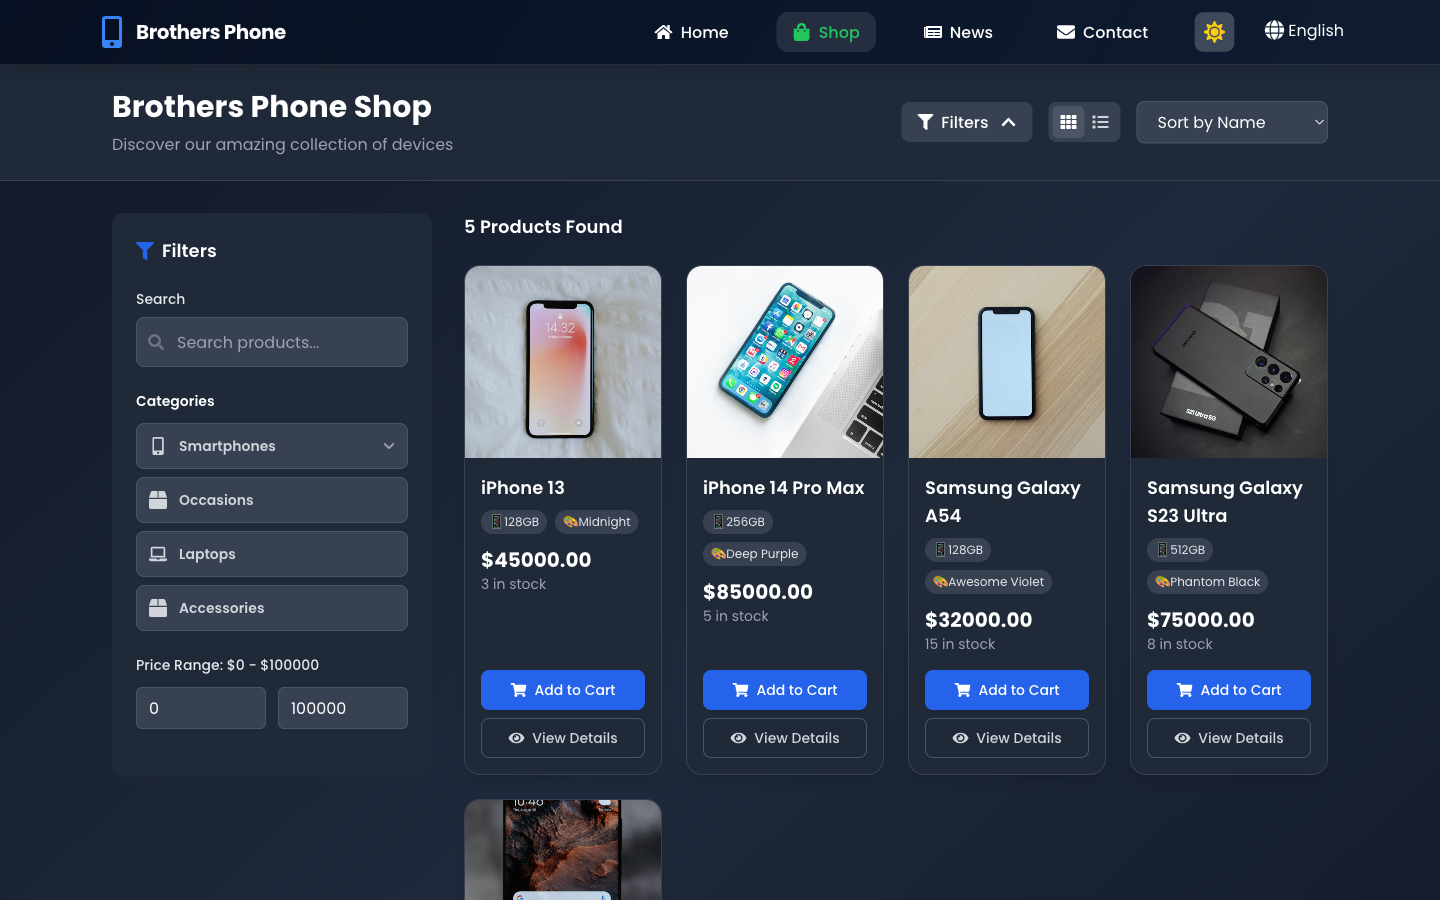 Brothers Phone
Home
Shop
News
Contact
English
Brothers Phone Shop
Discover our amazing collection of devices
Filters
Sort by Name
Filters
Search
Search products...
Categories
Smartphones
Occasions
Laptops
Accessories
Price Range: $0 - $100000
0
100000
5 Products Found
14:32
iPhone 13
128GB
Midnight
$45000.00
3 in stock
Add to Cart
View Details
iPhone 14 Pro Max
256GB
Deep Purple
$85000.00
5 in stock
Add to Cart
View Details
Samsung Galaxy
A54
128GB
Awesome Violet
$32000.00
15 in stock
Add to Cart
View Details
S21 Ultra 5G
Samsung Galaxy
S23 Ultra
512GB
Phantom Black
$75000.00
8 in stock
Add to Cart
View Details